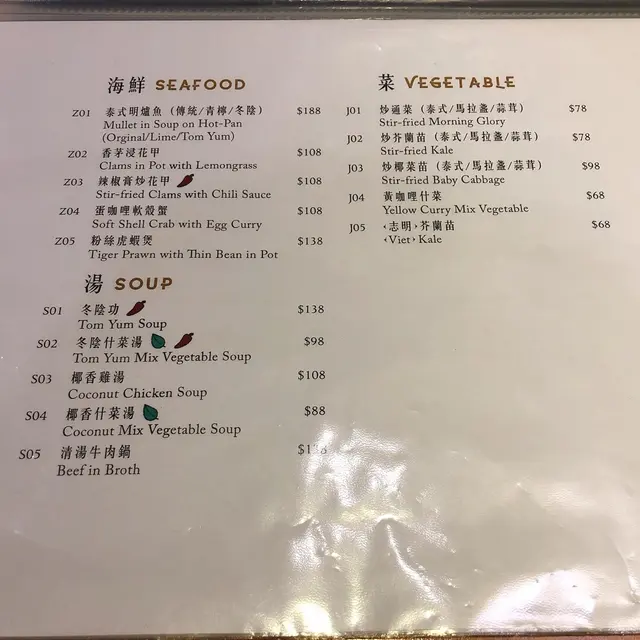 海鮮 SEAFOOD
Z01 泰式明爐魚 (傳統/青檸/冬陰) $188
Mullet in Soup on Hot-Pan
(Orginal/Lime/Tom Yum)
Z02 香茅浸花甲 $108
Clams in Pot with Lemongrass
Z03 辣椒膏炒花甲 $108
Stir-fried Clams with Chili Sauce
Z04 蛋咖哩軟殼蟹 $108
Soft Shell Crab with Egg Curry
Z05 粉絲虎蝦煲 $138
Tiger Prawn with Thin Bean in Pot
湯 SOUP
S01 冬陰功 $138
Tom Yum Soup
S02 冬陰什菜湯 $98
Tom Yum Mix Vegetable Soup
S03 椰香雞湯 $108
Coconut Chicken Soup
S04 椰香什菜湯 $88
Coconut Mix Vegetable Soup
S05 清湯牛肉鍋
Beef in Broth
菜 VEGETABLE
J01 炒通菜 (泰式/馬拉盞/蒜茸) $78
Stir-fried Morning Glory
J02 炒芥蘭苗 (泰式/馬拉盞/蒜茸) $78
Stir-fried Kale
J03 炒椰菜苗 (泰式/馬拉盞/蒜茸) $98
Stir-fried Baby Cabbage
J04 黃咖哩什菜 $68
Yellow Curry Mix Vegetable
J05 ‹志明›芥蘭苗 $68
‹Viet› Kale